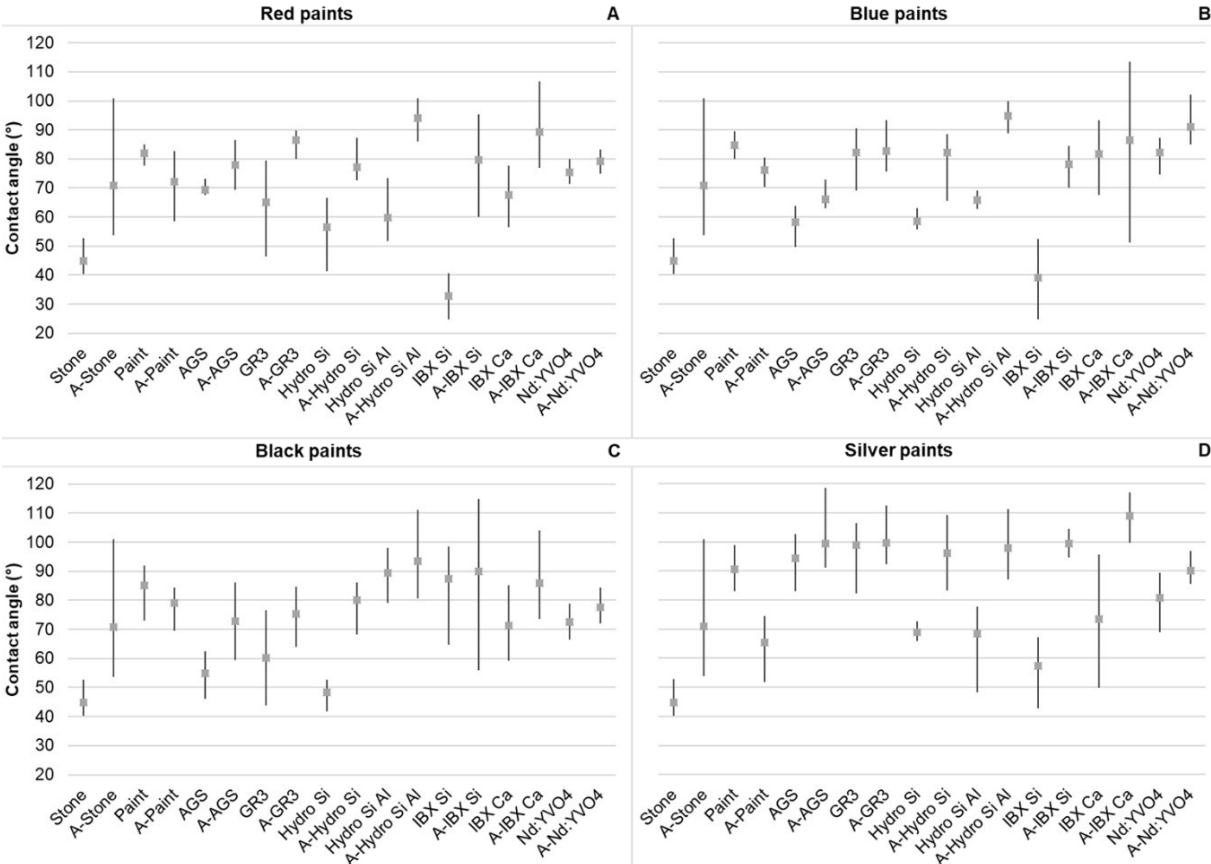 Red paints A
Blue paints B
Contact angle (°)
120
110
100
90
80
70
60
50
40
30
20
Stone
A-Stone
Paint
A-Paint
AGS
A-AGS
GR3
A-GR3
Hydro Si
A-Hydro Si
Hydro Si Al
A-Hydro Si Al
IBX Si
A-IBX Si
IBX Ca
A-IBX Ca
Nd:YVO4
A-Nd:YVO4
Stone
A-Stone
Paint
A-Paint
AGS
A-AGS
GR3
A-GR3
Hydro Si
A-Hydro Si
Hydro Si Al
A-Hydro Si Al
IBX Si
A-IBX Si
IBX Ca
A-IBX Ca
Nd:YVO4
A-Nd:YVO4
Black paints C
Silver paints D
Contact angle (°)
120
110
100
90
80
70
60
50
40
30
20
Stone
A-Stone
Paint
A-Paint
AGS
A-AGS
GR3
A-GR3
Hydro Si
A-Hydro Si
Hydro Si Al
A-Hydro Si Al
IBX Si
A-IBX Si
IBX Ca
A-IBX Ca
Nd:YVO4
A-Nd:YVO4
Stone
A-Stone
Paint
A-Paint
AGS
A-AGS
GR3
A-GR3
Hydro Si
A-Hydro Si
Hydro Si Al
A-Hydro Si Al
IBX Si
A-IBX Si
IBX Ca
A-IBX Ca
Nd:YVO4
A-Nd:YVO4